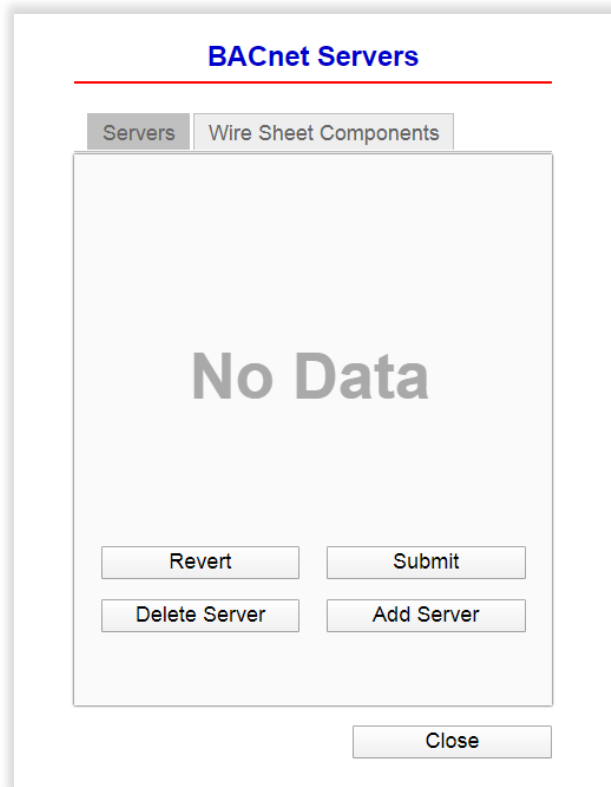 BACnet Servers
Servers Wire Sheet Components
No Data
Revert Submit
Delete Server Add Server
Close